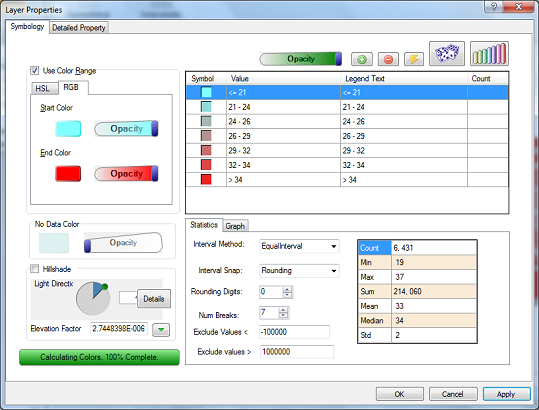 Layer Properties
Symbology Detailed Property
Opacity
Use Color Range
HSL RGB
Start Color
Opacity
End Color
Opacity
Symbol Value Legend Text Count
<= 21 <= 21
21 - 24 21 - 24
24 - 26 24 - 26
26 - 29 26 - 29
29 - 32 29 - 32
32 - 34 32 - 34
> 34 > 34
No Data Color
Opacity
Hillshade
Light Directik
Details
Elevation Factor 2.7448398E-006
Calculating Colors, 100% Complete.
Statistics Graph
Interval Method: EqualInterval
Interval Snap: Rounding
Rounding Digits: 0
Num Breaks: 7
Exclude Values < -100000
Exclude values > 1000000
Count 6, 431
Min 19
Max 37
Sum 214, 060
Mean 33
Median 34
Std 2
OK Cancel Apply